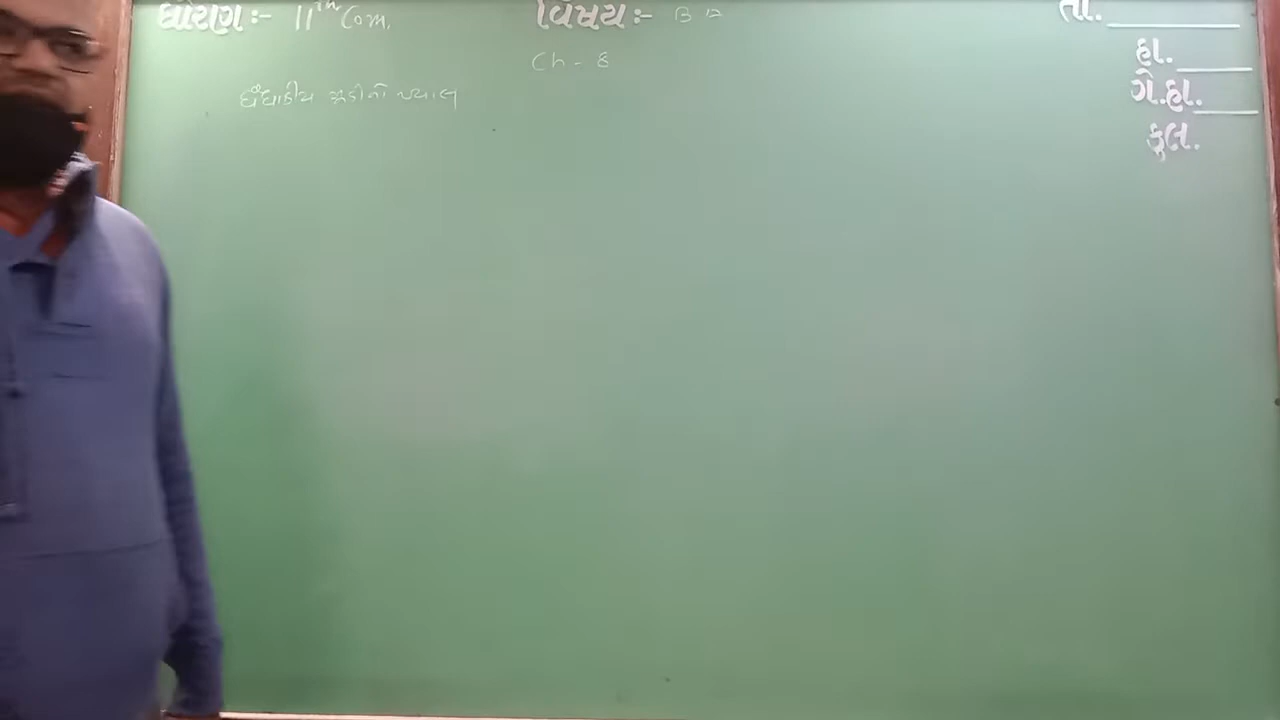 ધોરણ:- 11th Com.
વિષય:- B A
Ch - 8
ધંધાકીય મૂડીનો ખ્યાલ
તા.
હા.
ગે.હા.
કુલ.